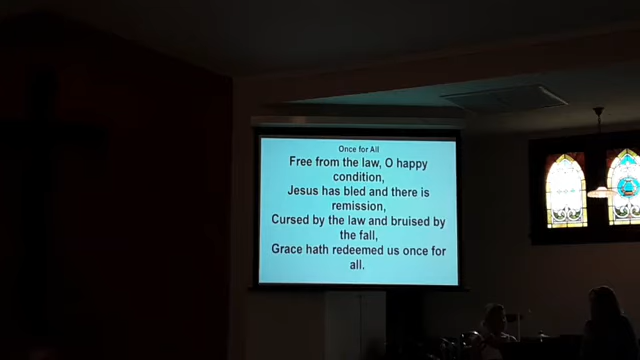 Once for All
Free from the law, O happy
condition,
Jesus has bled and there is
remission,
Cursed by the law and bruised by
the fall,
Grace hath redeemed us once for
all.